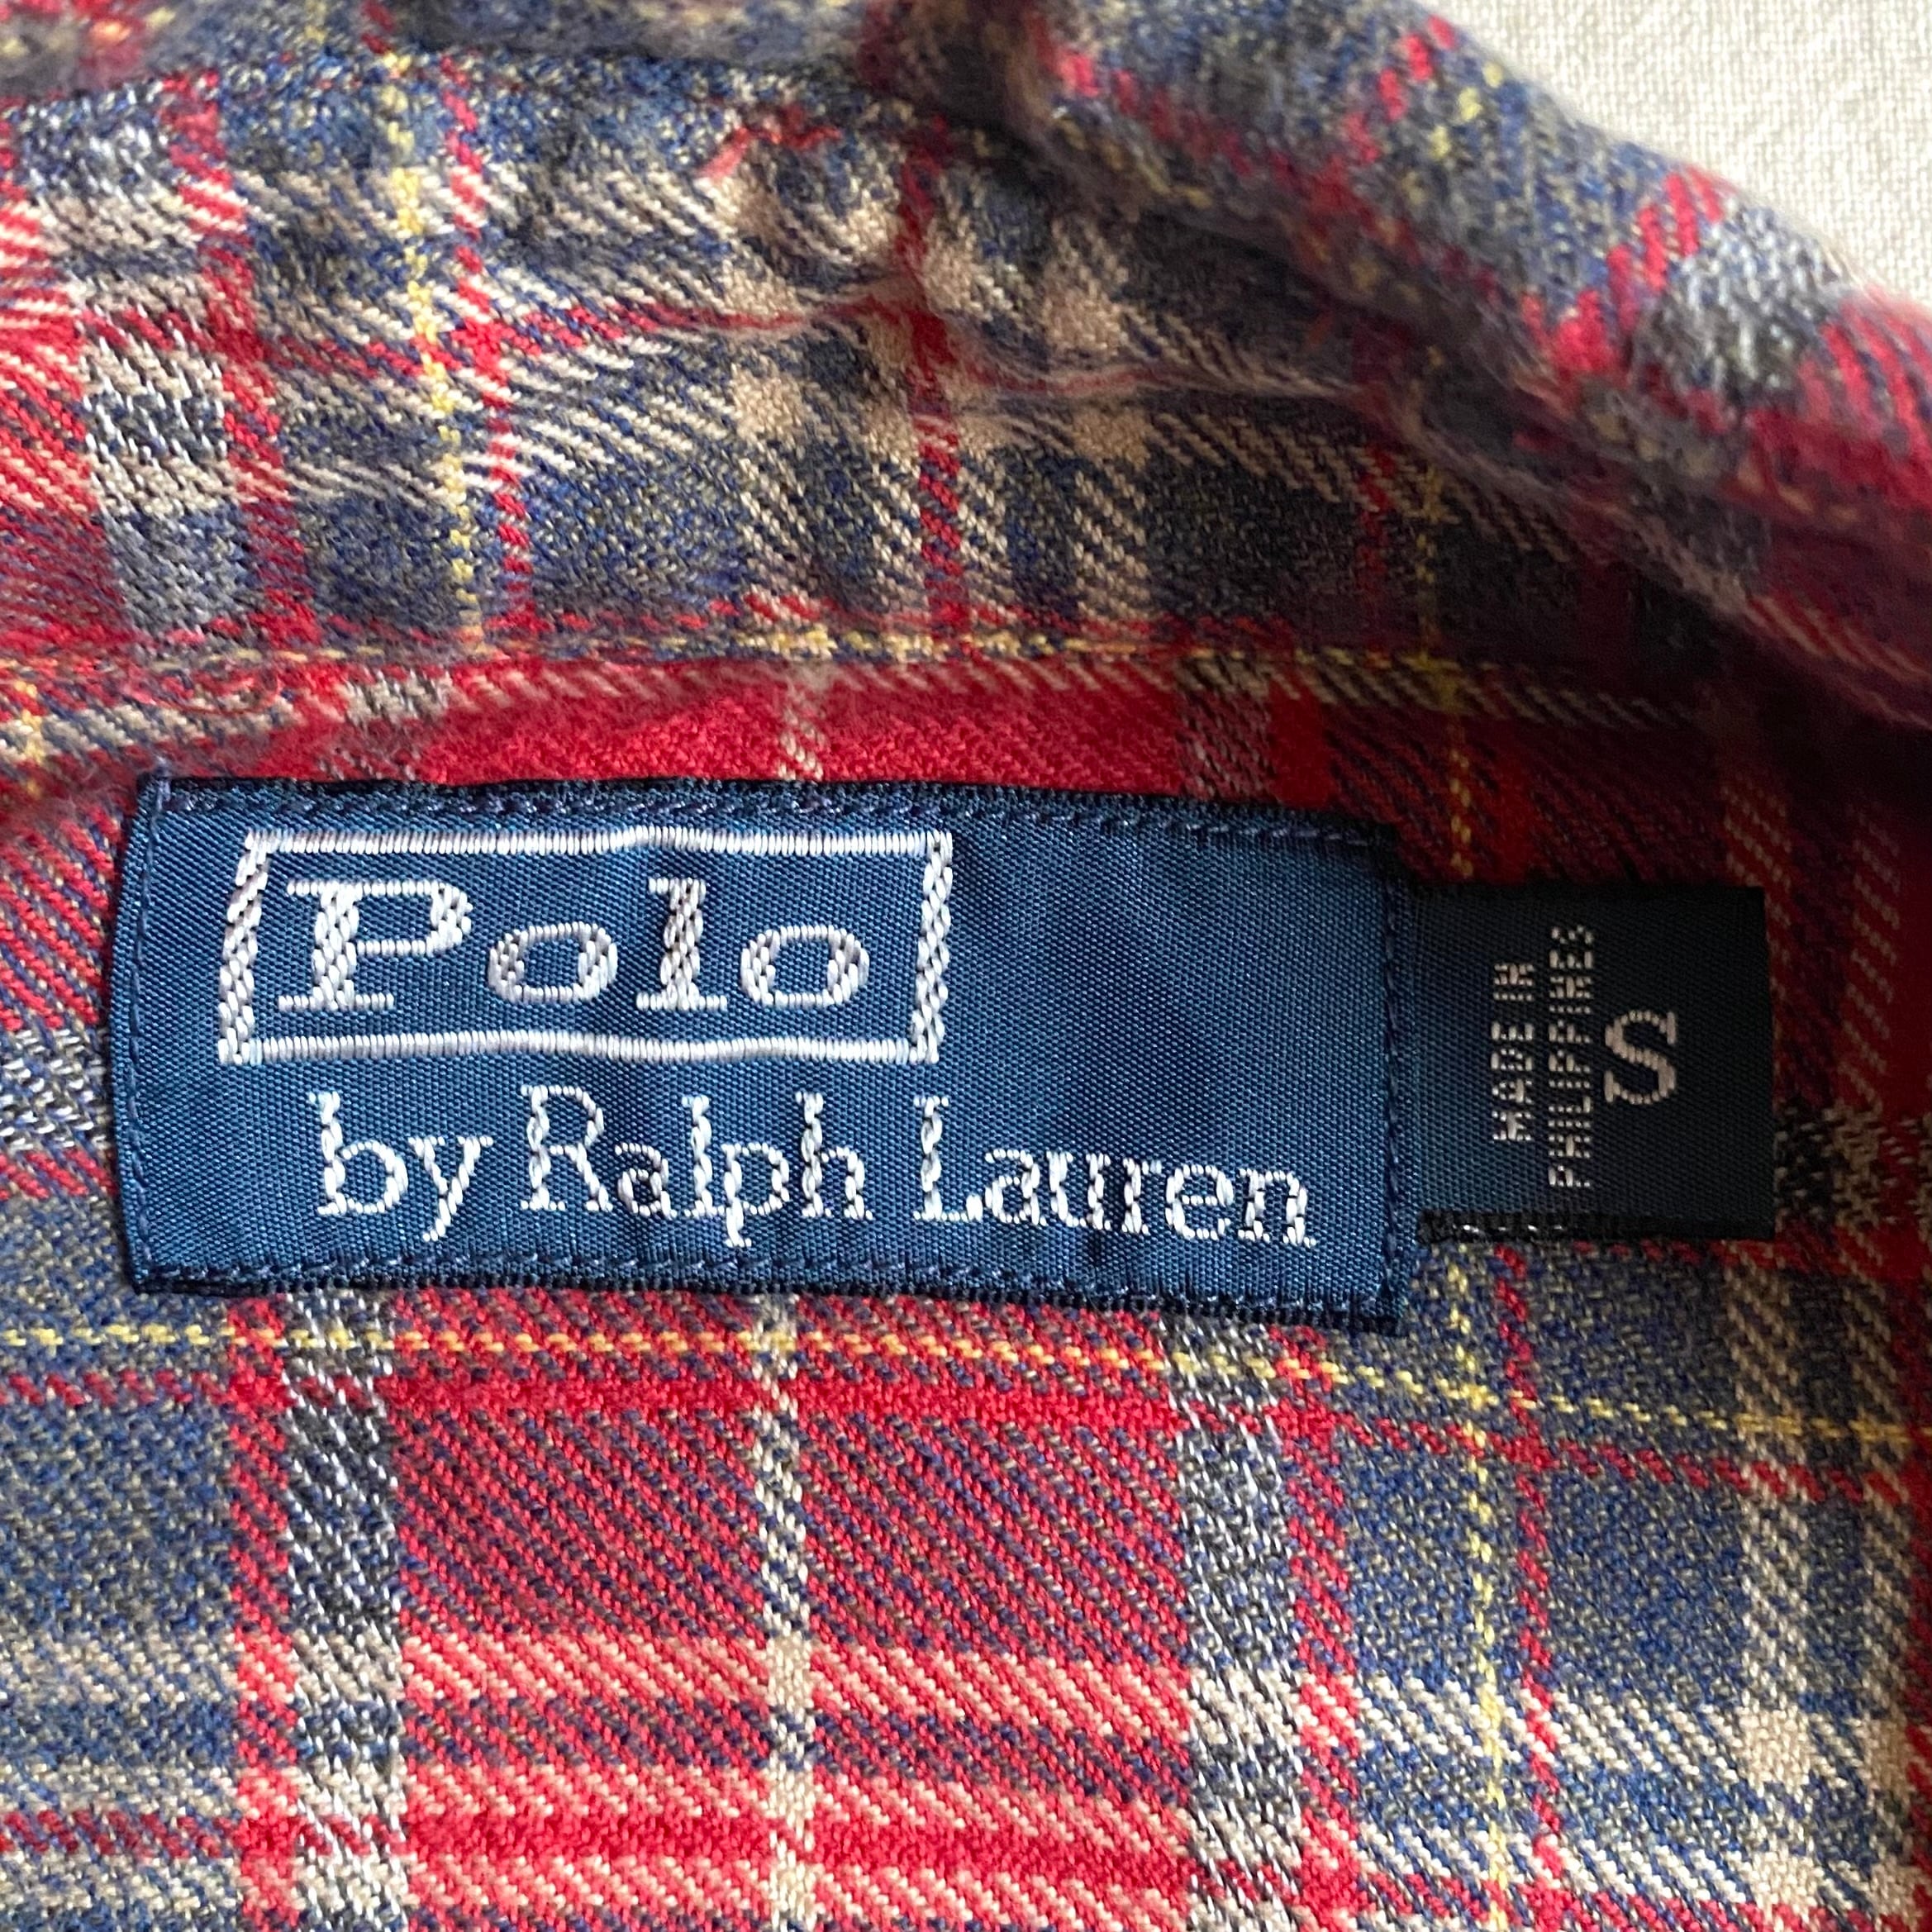 Polo
by Ralph Lauren
MADE IN
PHILIPPINES
S